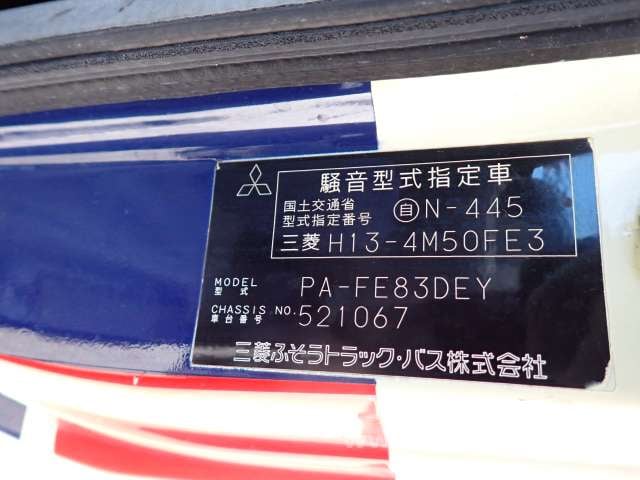 騒音型式指定車
国土交通省
型式指定番号 ㊂N-445
三菱 H13-4M50FE3
MODEL
型式 PA-FE83DEY
CHASSIS NO.
車台番号 521067
三菱ふそうトラック・バス株式会社